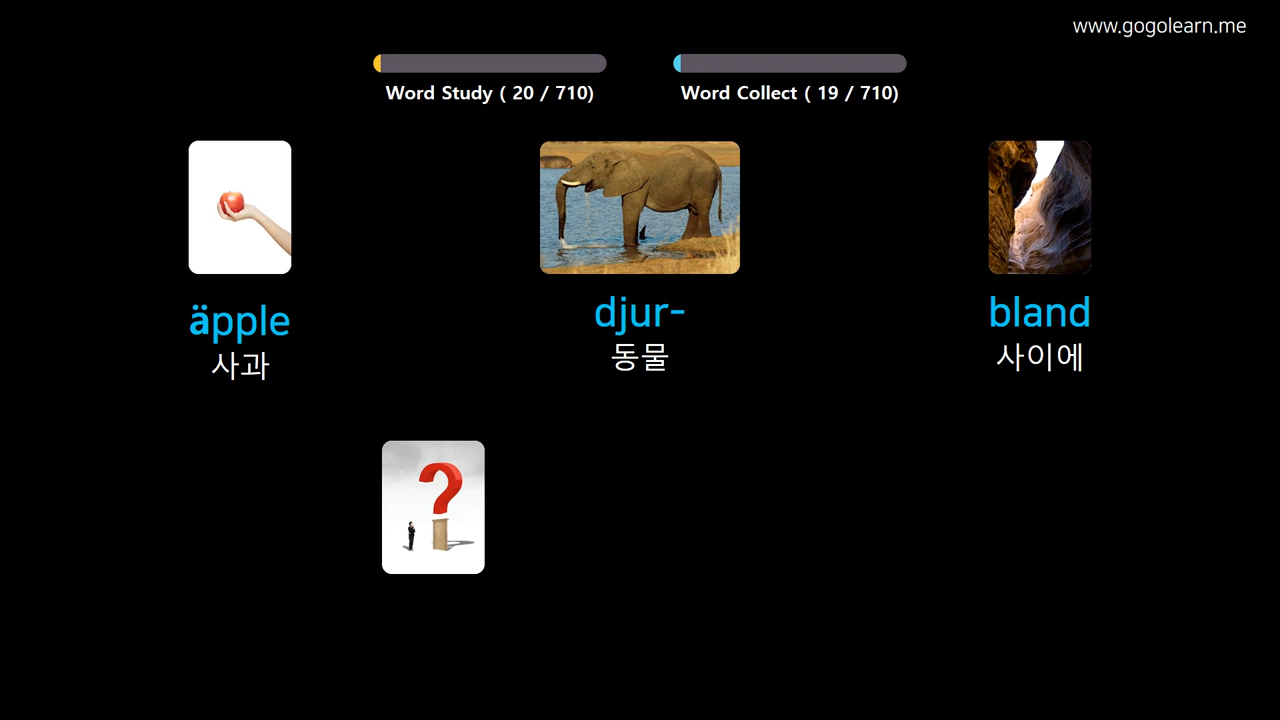 www.gogolearn.me
Word Study ( 20 / 710)
Word Collect ( 19 / 710)
äpple
사과
djur-
동물
bland
사이에
?